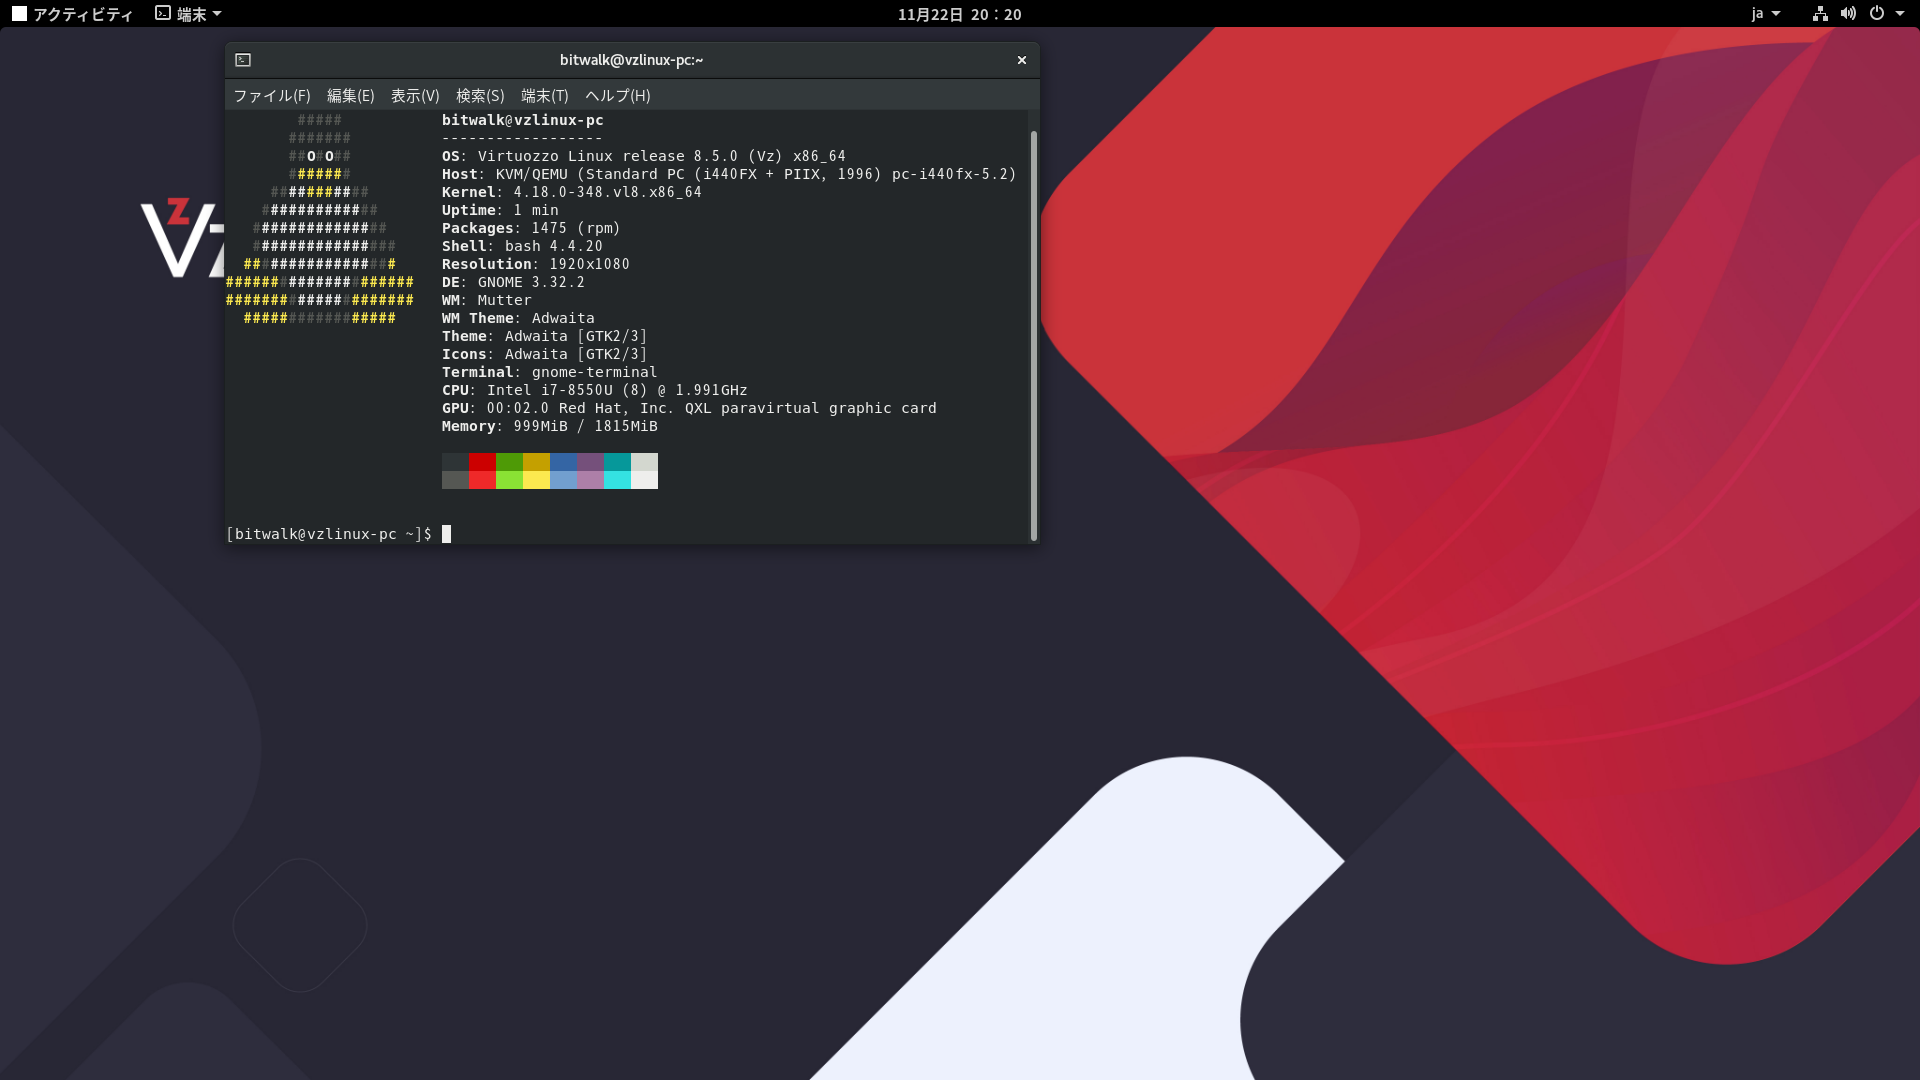 アクティビティ 端末 11月22日 20：20 ja
bitwalk@vzlinux-pc:~
ファイル(F) 編集(E) 表示(V) 検索(S) 端末(T) ヘルプ(H)
Vz
##### bitwalk@vzlinux-pc
####### ------------------
##O#O## OS: Virtuozzo Linux release 8.5.0 (Vz) x86_64
####### Host: KVM/QEMU (Standard PC (i440FX + PIIX, 1996) pc-i440fx-5.2)
########### Kernel: 4.18.0-348.vl8.x86_64
############# Uptime: 1 min
############### Packages: 1475 (rpm)
################ Shell: bash 4.4.20
################# Resolution: 1920x1080
##################### DE: GNOME 3.32.2
##################### WM: Mutter
################# WM Theme: Adwaita
Theme: Adwaita [GTK2/3]
Icons: Adwaita [GTK2/3]
Terminal: gnome-terminal
CPU: Intel i7-8550U (8) @ 1.991GHz
GPU: 00:02.0 Red Hat, Inc. QXL paravirtual graphic card
Memory: 999MiB / 1815MiB
[bitwalk@vzlinux-pc ~]$